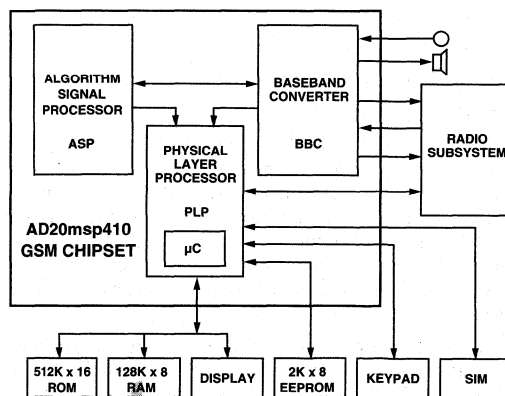 ALGORITHM
SIGNAL
PROCESSOR
ASP
BASEBAND
CONVERTER
BBC
PHYSICAL
LAYER
PROCESSOR
PLP
µC
RADIO
SUBSYSTEM
AD20msp410
GSM CHIPSET
512K x 16
ROM
128K x 8
RAM
DISPLAY
2K x 8
EEPROM
KEYPAD
SIM